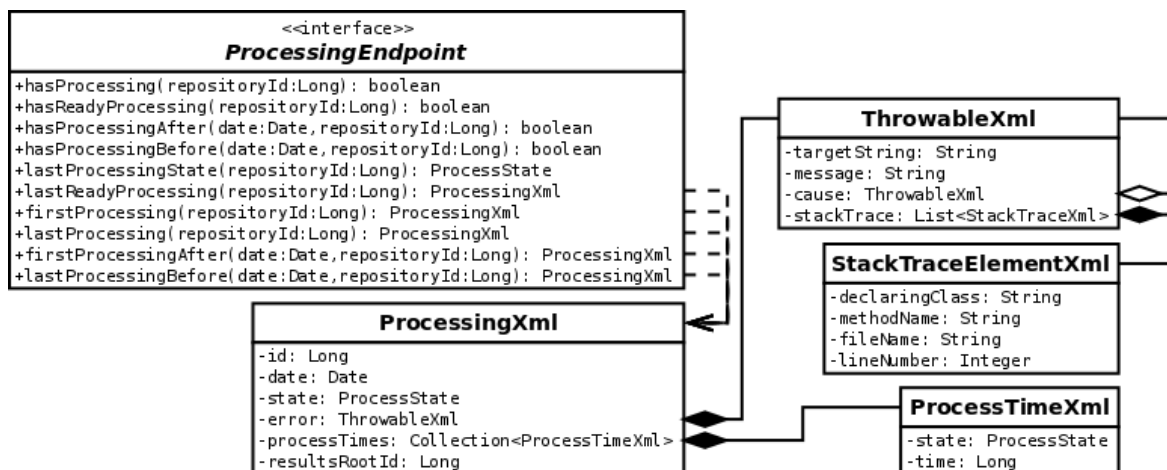 <<interface>>
ProcessingEndpoint
+hasProcessing(repositoryId:Long): boolean
+hasReadyProcessing(repositoryId:Long): boolean
+hasProcessingAfter(date:Date,repositoryId:Long): boolean
+hasProcessingBefore(date:Date,repositoryId:Long): boolean
+lastProcessingState(repositoryId:Long): ProcessState
+lastReadyProcessing(repositoryId:Long): ProcessingXml
+firstProcessing(repositoryId:Long): ProcessingXml
+lastProcessing(repositoryId:Long): ProcessingXml
+firstProcessingAfter(date:Date,repositoryId:Long): ProcessingXml
+lastProcessingBefore(date:Date,repositoryId:Long): ProcessingXml
ThrowableXml
-targetString: String
-message: String
-cause: ThrowableXml
-stackTrace: List<StackTraceXml>
StackTraceElementXml
-declaringClass: String
-methodName: String
-fileName: String
-lineNumber: Integer
ProcessingXml
-id: Long
-date: Date
-state: ProcessState
-error: ThrowableXml
-processTimes: Collection<ProcessTimeXml>
-resultsRootId: Long
ProcessTimeXml
-state: ProcessState
-time: Long